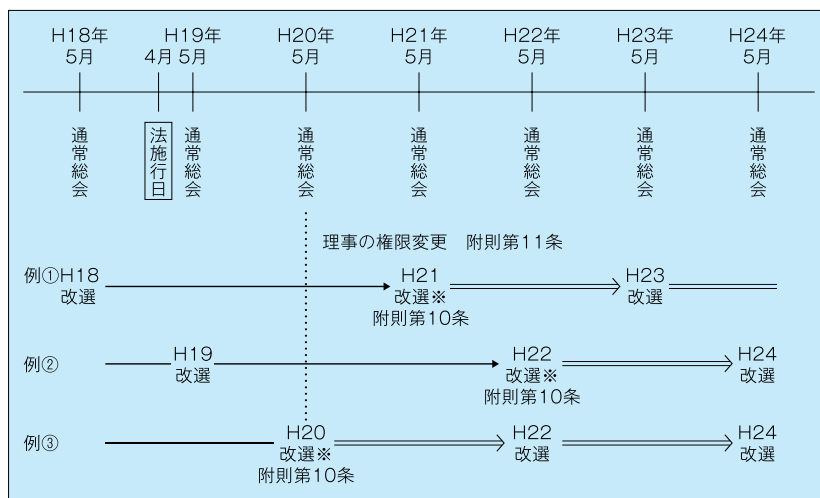 H18年 H19年 H20年 H21年 H22年 H23年 H24年
5月 4月 5月 5月 5月 5月 5月 5月
通常総会 法施行日 通常総会 通常総会 通常総会 通常総会 通常総会 通常総会
理事の権限変更 附則第11条
例①H18 H21 H23
改選 改選※ 改選
附則第10条
例② H19 H22 H24
改選 改選※ 改選
附則第10条
例③ H20 H22 H24
改選※ 改選 改選
附則第10条